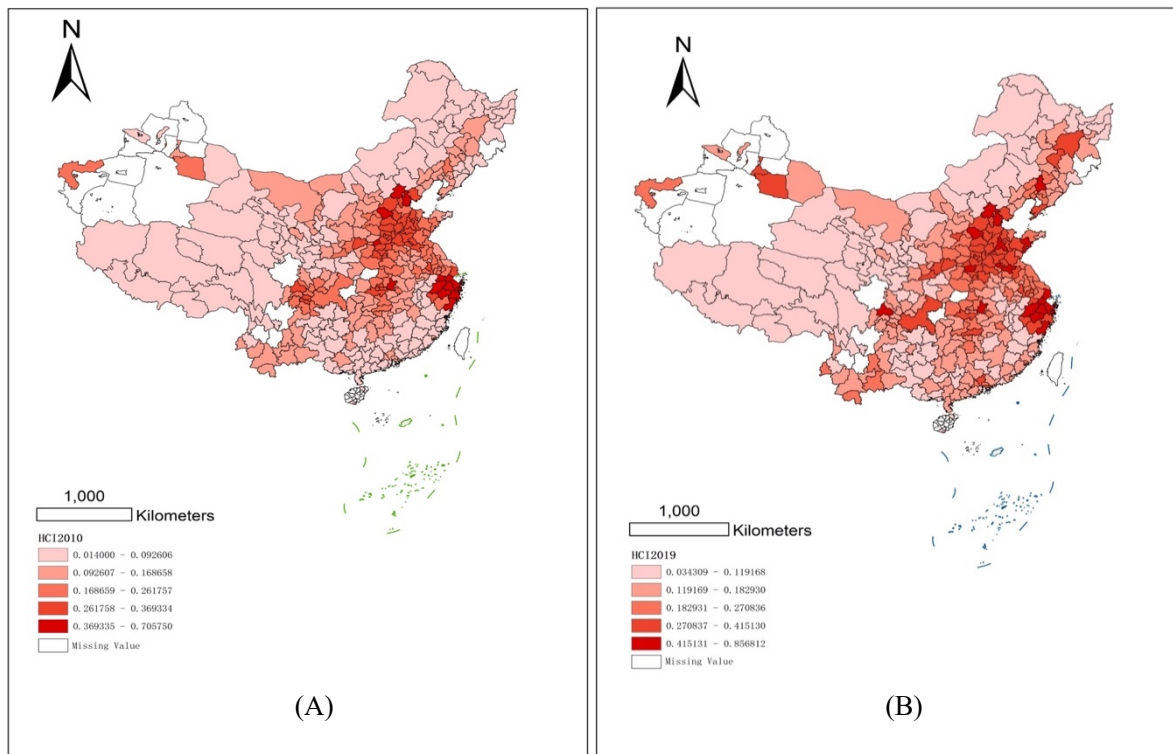 N
1,000
Kilometers
HCI2010
0.014000 - 0.092606
0.092607 - 0.168658
0.168659 - 0.261757
0.261758 - 0.369334
0.369335 - 0.705750
Missing Value
(A)
N
1,000
Kilometers
HCI2019
0.034309 - 0.119168
0.119169 - 0.182930
0.182931 - 0.270836
0.270837 - 0.415130
0.415131 - 0.856812
Missing Value
(B)